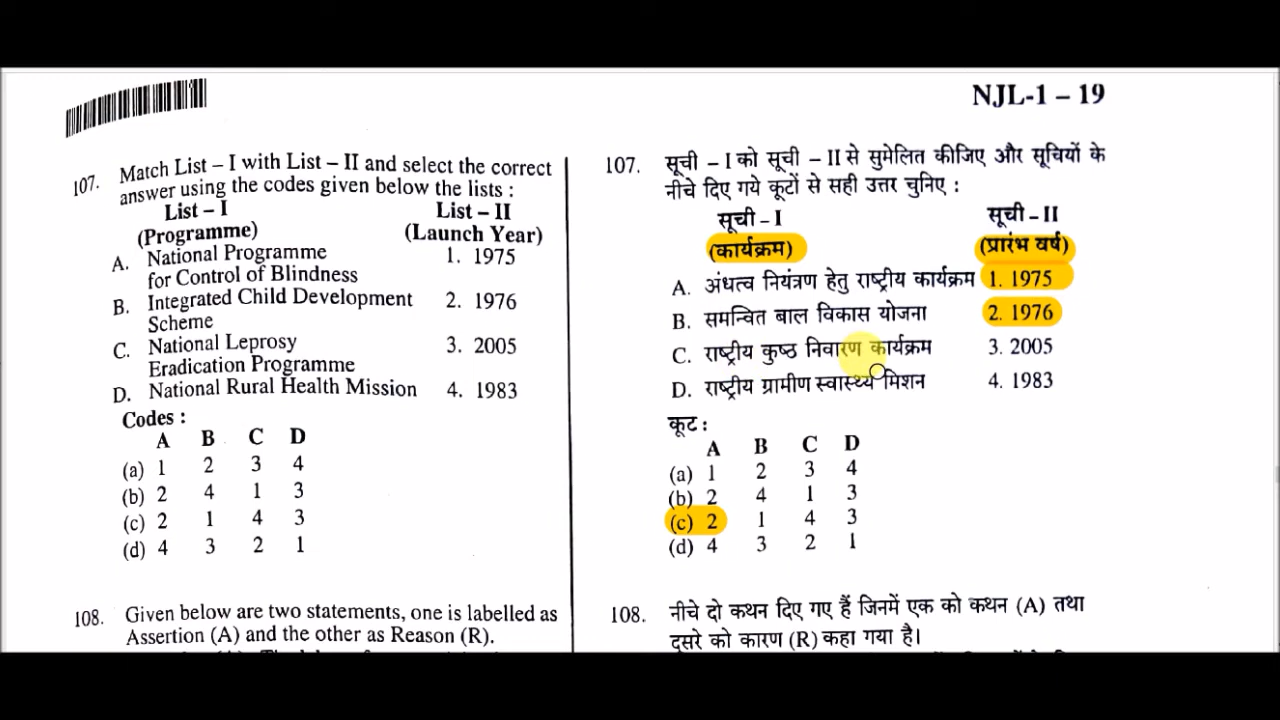 NJL-1 – 19
107. Match List – I with List – II and select the correct
answer using the codes given below the lists :
List – I List – II
(Programme) (Launch Year)
A. National Programme 1. 1975
for Control of Blindness
B. Integrated Child Development 2. 1976
Scheme
C. National Leprosy 3. 2005
Eradication Programme
D. National Rural Health Mission 4. 1983
Codes :
A B C D
(a) 1 2 3 4
(b) 2 4 1 3
(c) 2 1 4 3
(d) 4 3 2 1
108. Given below are two statements, one is labelled as
Assertion (A) and the other as Reason (R).
107. सूची – I को सूची – II से सुमेलित कीजिए और सूचियों के
नीचे दिए गये कूटों से सही उत्तर चुनिए :
सूची - I सूची – II
(कार्यक्रम) (प्रारंभ वर्ष)
A. अंधत्व नियंत्रण हेतु राष्ट्रीय कार्यक्रम 1. 1975
B. समन्वित बाल विकास योजना 2. 1976
C. राष्ट्रीय कुष्ठ निवारण कार्यक्रम 3. 2005
D. राष्ट्रीय ग्रामीण स्वास्थ्य मिशन 4. 1983
कूट :
A B C D
(a) 1 2 3 4
(b) 2 4 1 3
(c) 2 1 4 3
(d) 4 3 2 1
108. नीचे दो कथन दिए गए हैं जिनमें एक को कथन (A) तथा
दूसरे को कारण (R) कहा गया है।